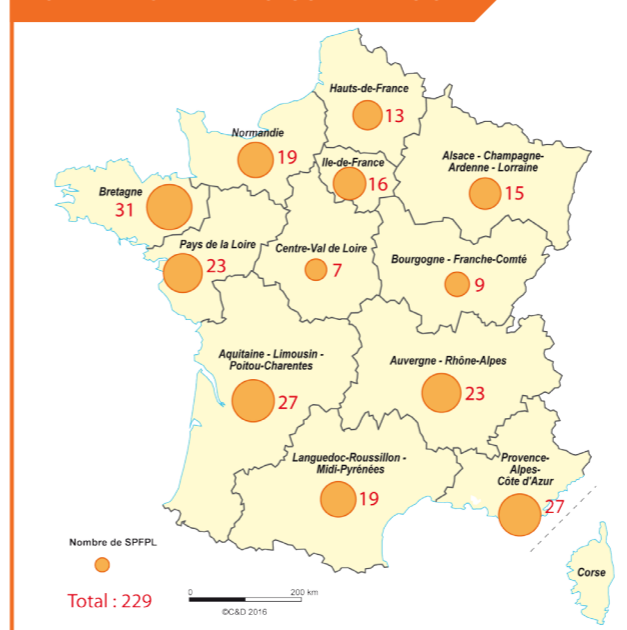 Hauts-de-France
13
Normandie
19
Ile-de-France
16
Alsace - Champagne-
Ardenne - Lorraine
15
Bretagne
31
Pays de la Loire
23
Centre-Val de Loire
7
Bourgogne - Franche-Comté
9
Aquitaine - Limousin -
Poitou-Charentes
27
Auvergne - Rhône-Alpes
23
Languedoc-Roussillon -
Midi-Pyrénées
19
Provence-
Alpes-
Côte d'Azur
27
Corse
Nombre de SPFPL
Total : 229
0 200 km
©C&D 2016